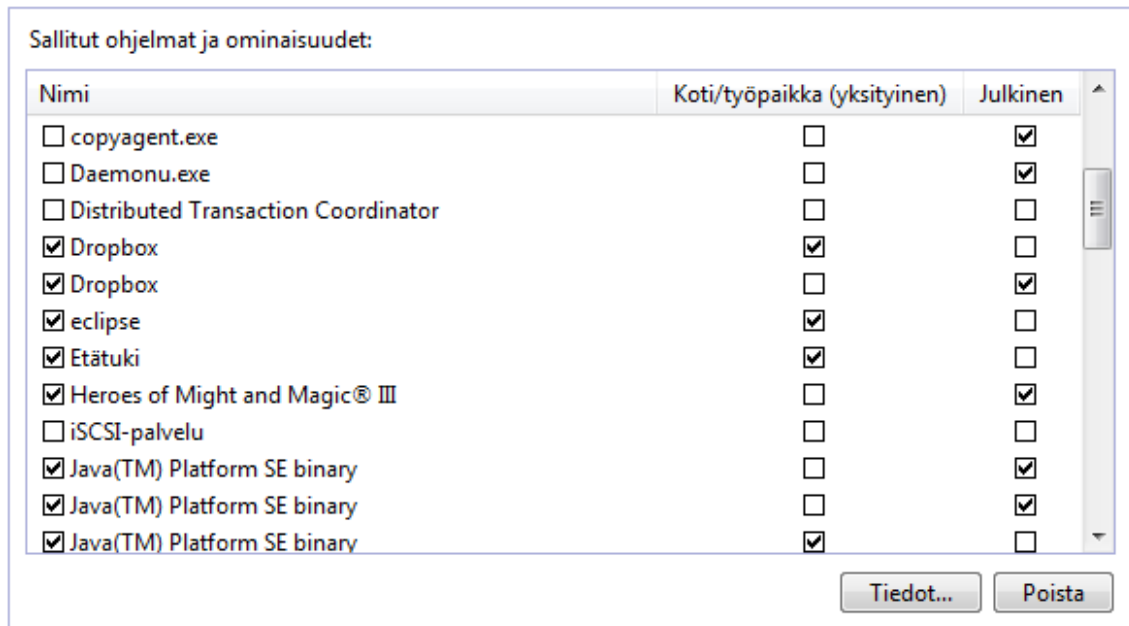 Sallitut ohjelmat ja ominaisuudet:
Nimi Koti/työpaikka (yksityinen) Julkinen
copyagent.exe
Daemonu.exe
Distributed Transaction Coordinator
Dropbox
Dropbox
eclipse
Etätuki
Heroes of Might and Magic® III
iSCSI-palvelu
Java(TM) Platform SE binary
Java(TM) Platform SE binary
Java(TM) Platform SE binary
Tiedot... Poista